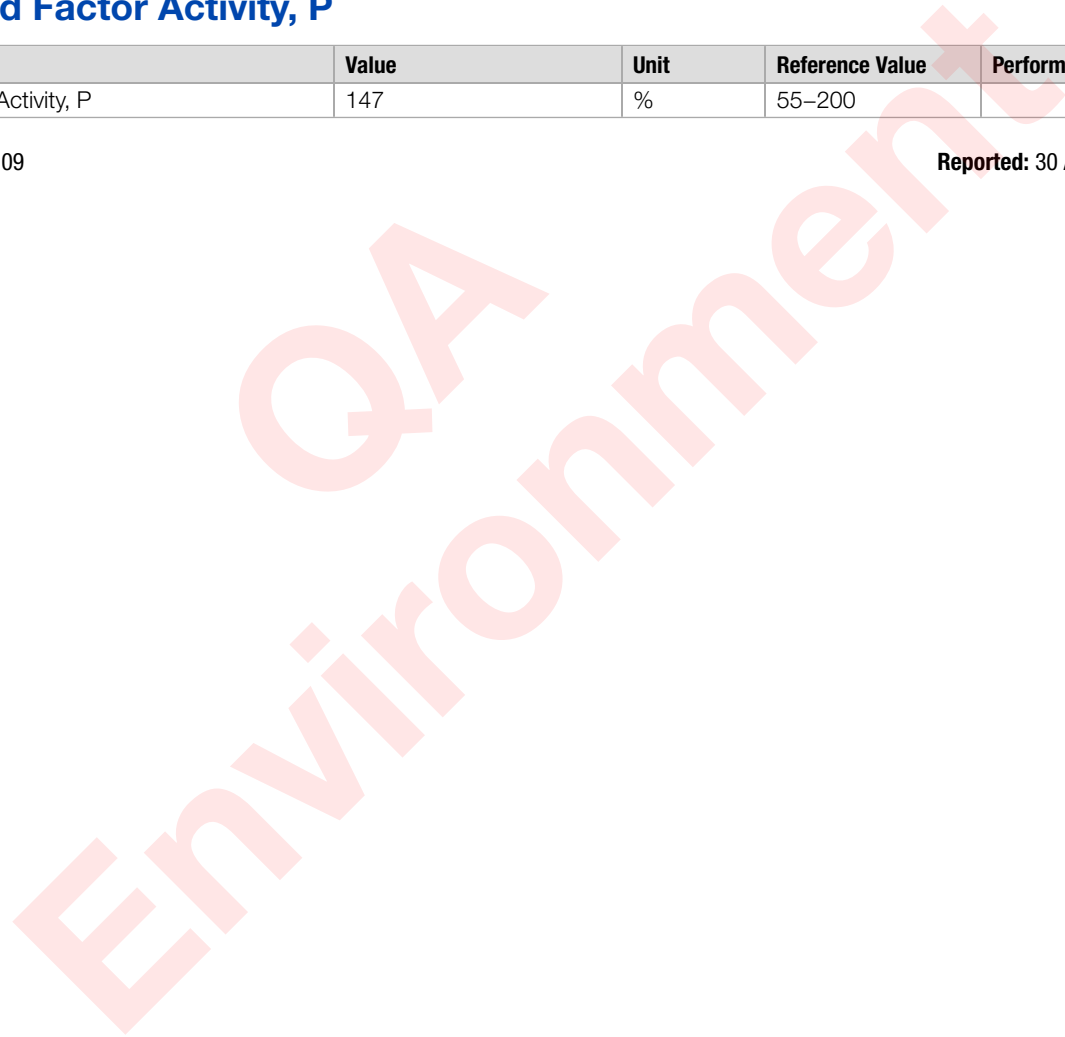 d Factor Activity, P
Value Unit Reference Value Perform
Activity, P 147 % 55–200
09 Reported: 30
QA
Environment